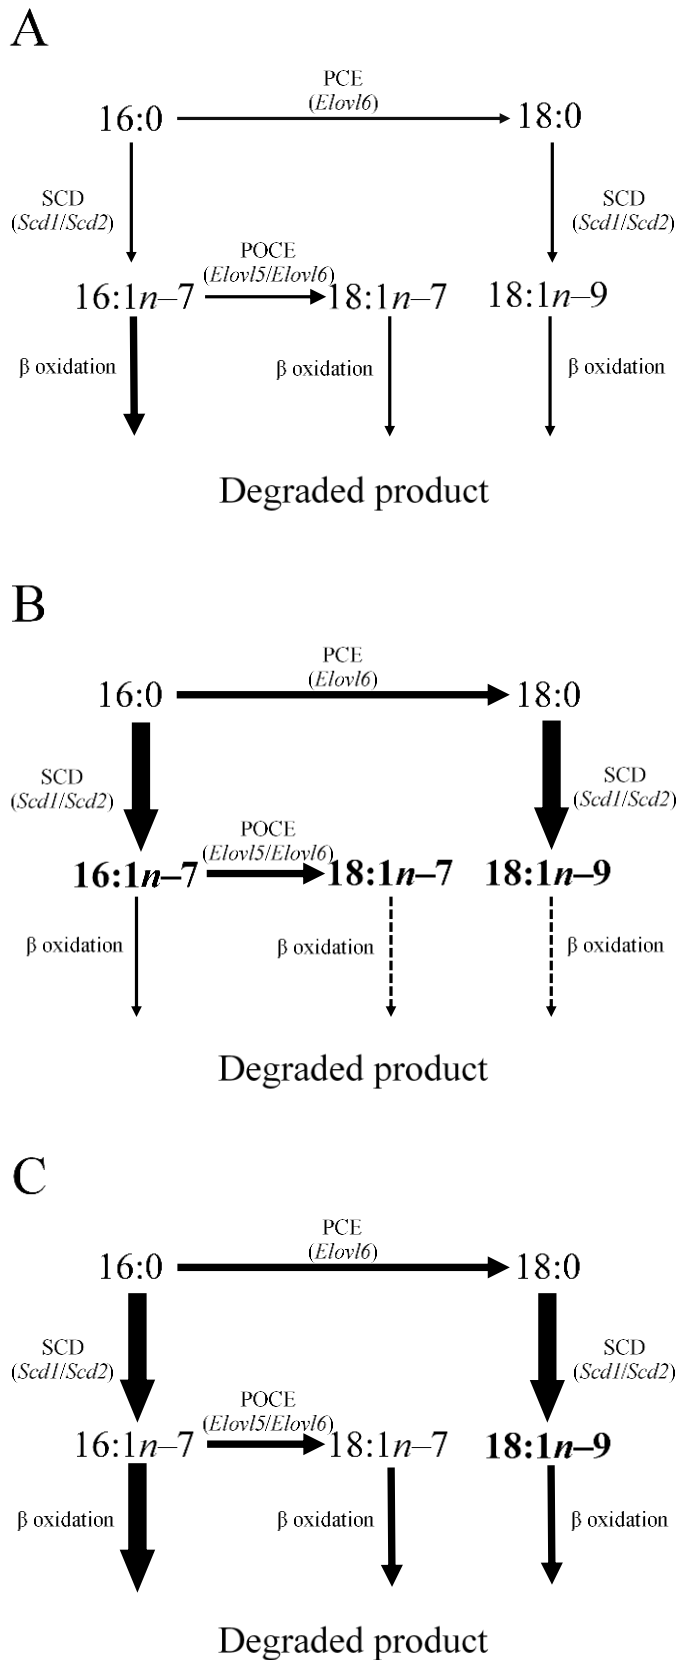 A
PCE
(Elovl6)
16:0
18:0
SCD
(Scd1/Scd2)
SCD
(Scd1/Scd2)
POCE
(Elovl5/Elovl6)
16:1n–7
18:1n–7
18:1n–9
β oxidation
β oxidation
β oxidation
Degraded product
B
PCE
(Elovl6)
16:0
18:0
SCD
(Scd1/Scd2)
SCD
(Scd1/Scd2)
POCE
(Elovl5/Elovl6)
16:1n–7
18:1n–7
18:1n–9
β oxidation
β oxidation
β oxidation
Degraded product
C
PCE
(Elovl6)
16:0
18:0
SCD
(Scd1/Scd2)
SCD
(Scd1/Scd2)
POCE
(Elovl5/Elovl6)
16:1n–7
18:1n–7
18:1n–9
β oxidation
β oxidation
β oxidation
Degraded product